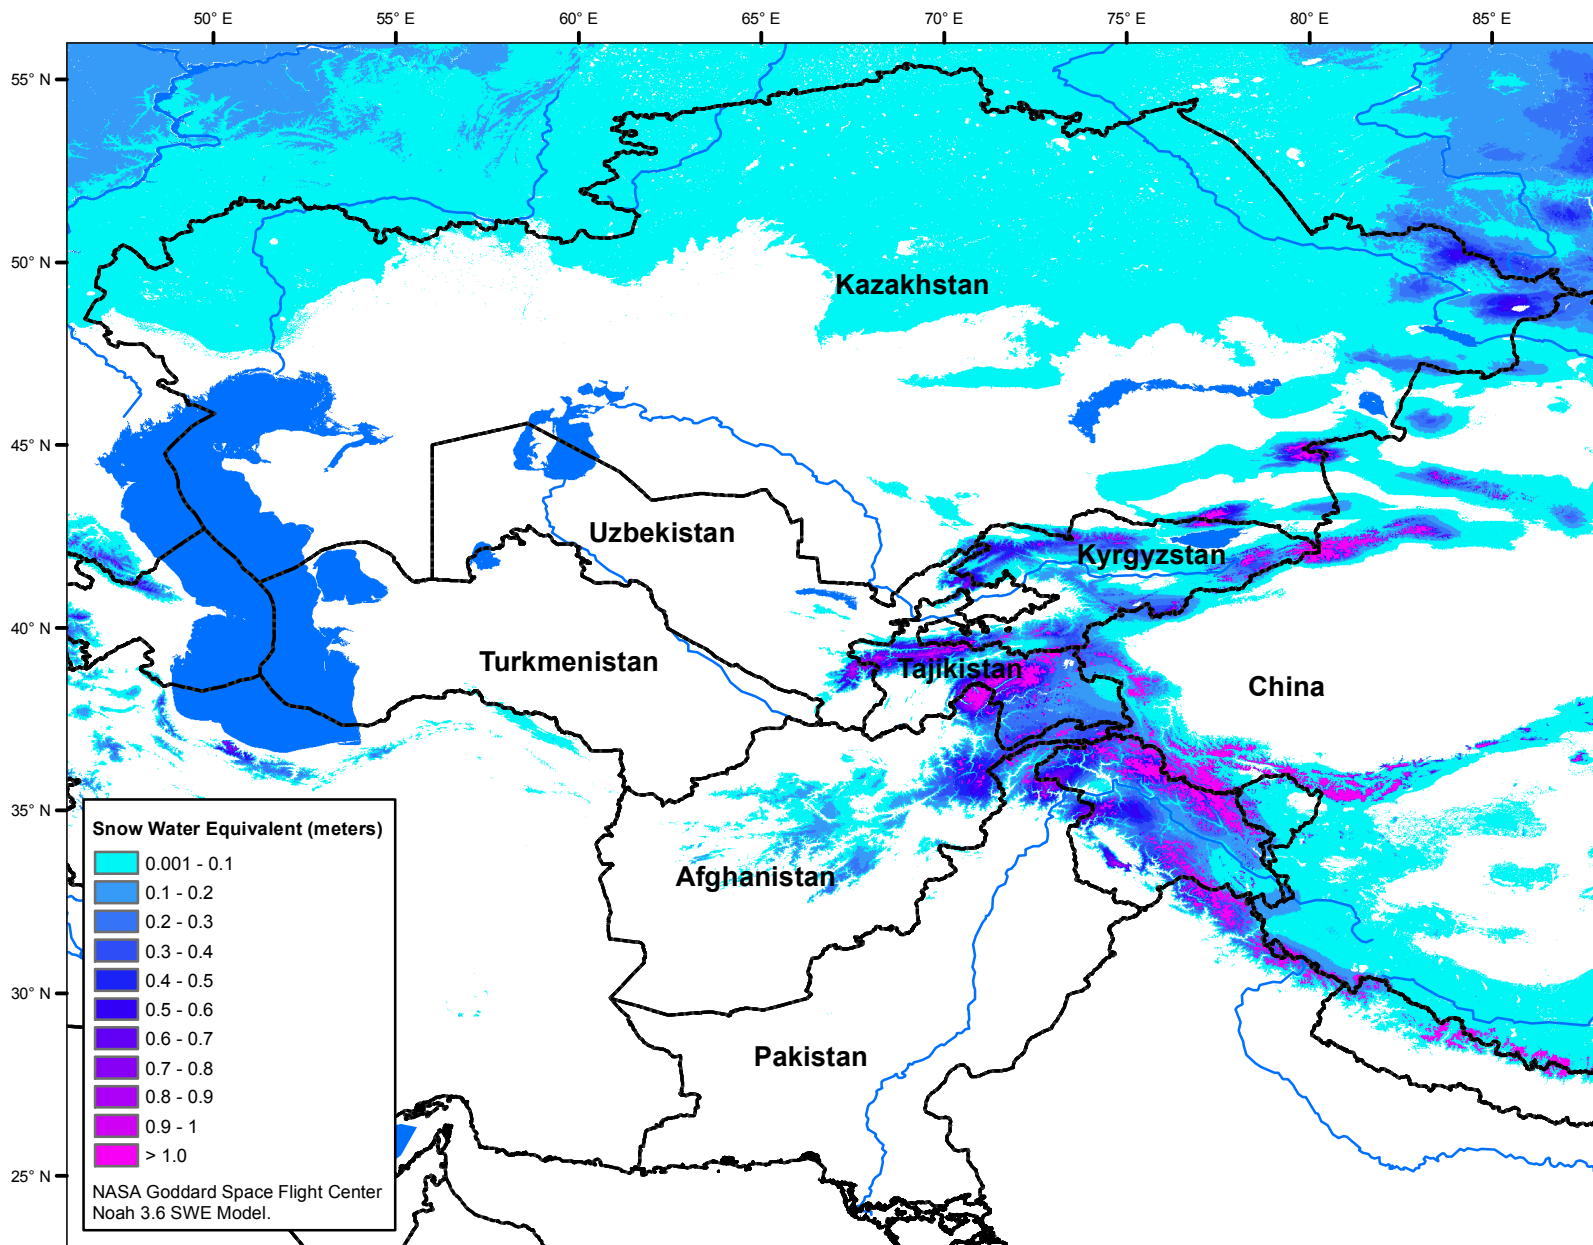 50° E 55° E 60° E 65° E 70° E 75° E 80° E 85° E
55° N
50° N
45° N
40° N
35° N
30° N
25° N
Kazakhstan
Uzbekistan
Kyrgyzstan
Turkmenistan
Tajikistan
China
Afghanistan
Pakistan
Snow Water Equivalent (meters)
0.001 - 0.1
0.1 - 0.2
0.2 - 0.3
0.3 - 0.4
0.4 - 0.5
0.5 - 0.6
0.6 - 0.7
0.7 - 0.8
0.8 - 0.9
0.9 - 1
> 1.0
NASA Goddard Space Flight Center
Noah 3.6 SWE Model.